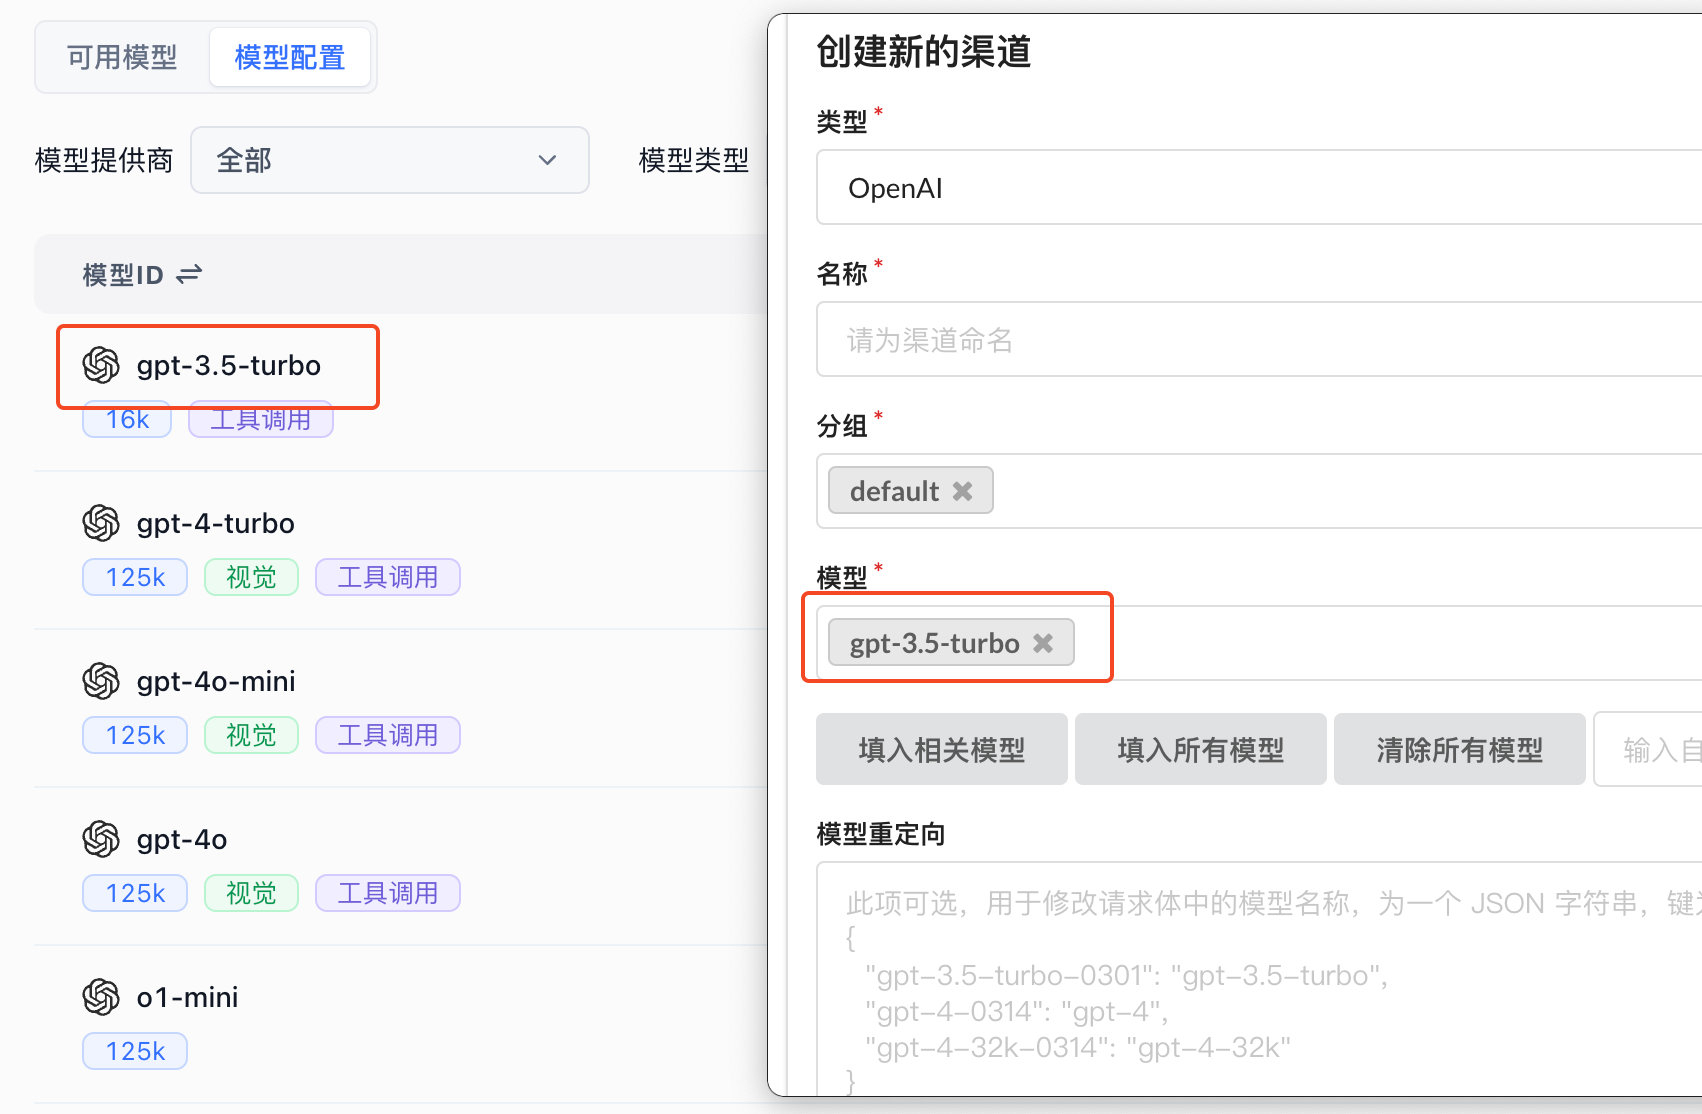 可用模型
模型配置
模型提供商
全部
模型类型
模型ID
gpt-3.5-turbo
16k
工具调用
gpt-4-turbo
125k
视觉
工具调用
gpt-4o-mini
125k
视觉
工具调用
gpt-4o
125k
视觉
工具调用
o1-mini
125k
创建新的渠道
类型 *
OpenAI
名称 *
请为渠道命名
分组 *
default
模型 *
gpt-3.5-turbo
填入相关模型
填入所有模型
清除所有模型
输入自
模型重定向
此项可选，用于修改请求体中的模型名称，为一个 JSON 字符串，键
{
"gpt-3.5-turbo-0301": "gpt-3.5-turbo",
"gpt-4-0314": "gpt-4",
"gpt-4-32k-0314": "gpt-4-32k"
}